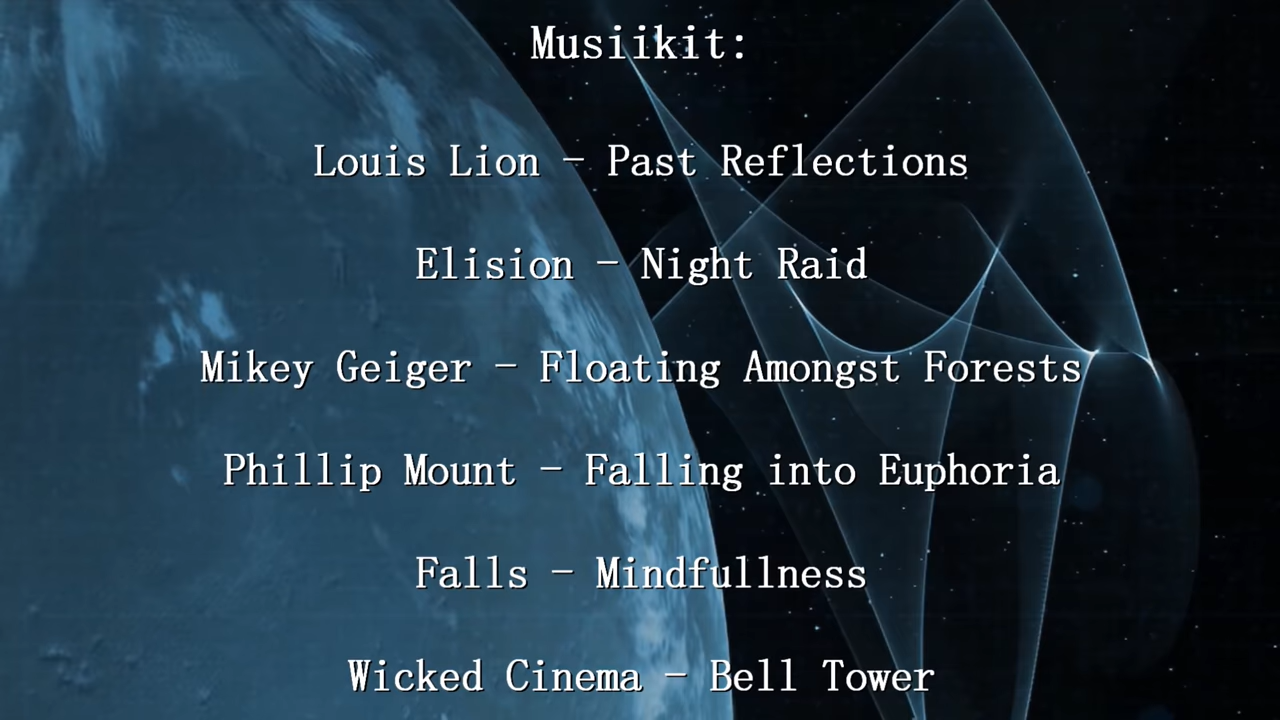 Musiikit:
Louis Lion - Past Reflections
Elision - Night Raid
Mikey Geiger - Floating Amongst Forests
Phillip Mount - Falling into Euphoria
Falls - Mindfullness
Wicked Cinema - Bell Tower